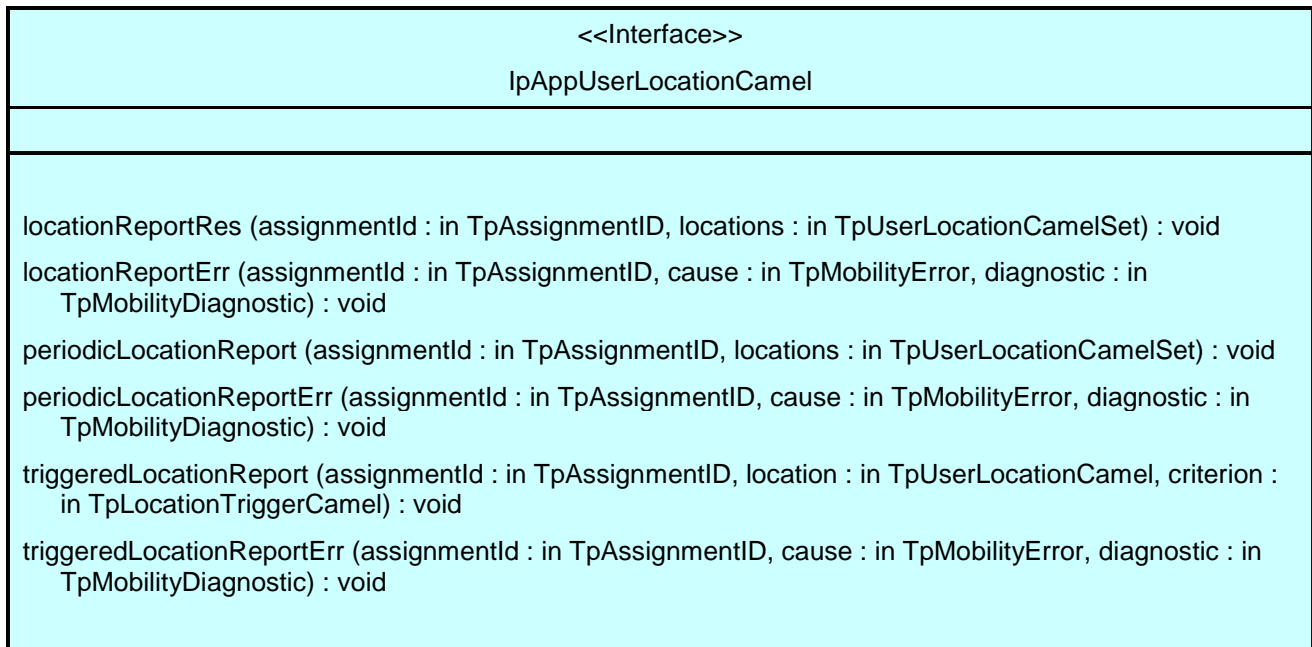 <<Interface>>
IpAppUserLocationCamel
locationReportRes (assignmentId : in TpAssignmentID, locations : in TpUserLocationCamelSet) : void
locationReportErr (assignmentId : in TpAssignmentID, cause : in TpMobilityError, diagnostic : in
TpMobilityDiagnostic) : void
periodicLocationReport (assignmentId : in TpAssignmentID, locations : in TpUserLocationCamelSet) : void
periodicLocationReportErr (assignmentId : in TpAssignmentID, cause : in TpMobilityError, diagnostic : in
TpMobilityDiagnostic) : void
triggeredLocationReport (assignmentId : in TpAssignmentID, location : in TpUserLocationCamel, criterion :
in TpLocationTriggerCamel) : void
triggeredLocationReportErr (assignmentId : in TpAssignmentID, cause : in TpMobilityError, diagnostic : in
TpMobilityDiagnostic) : void